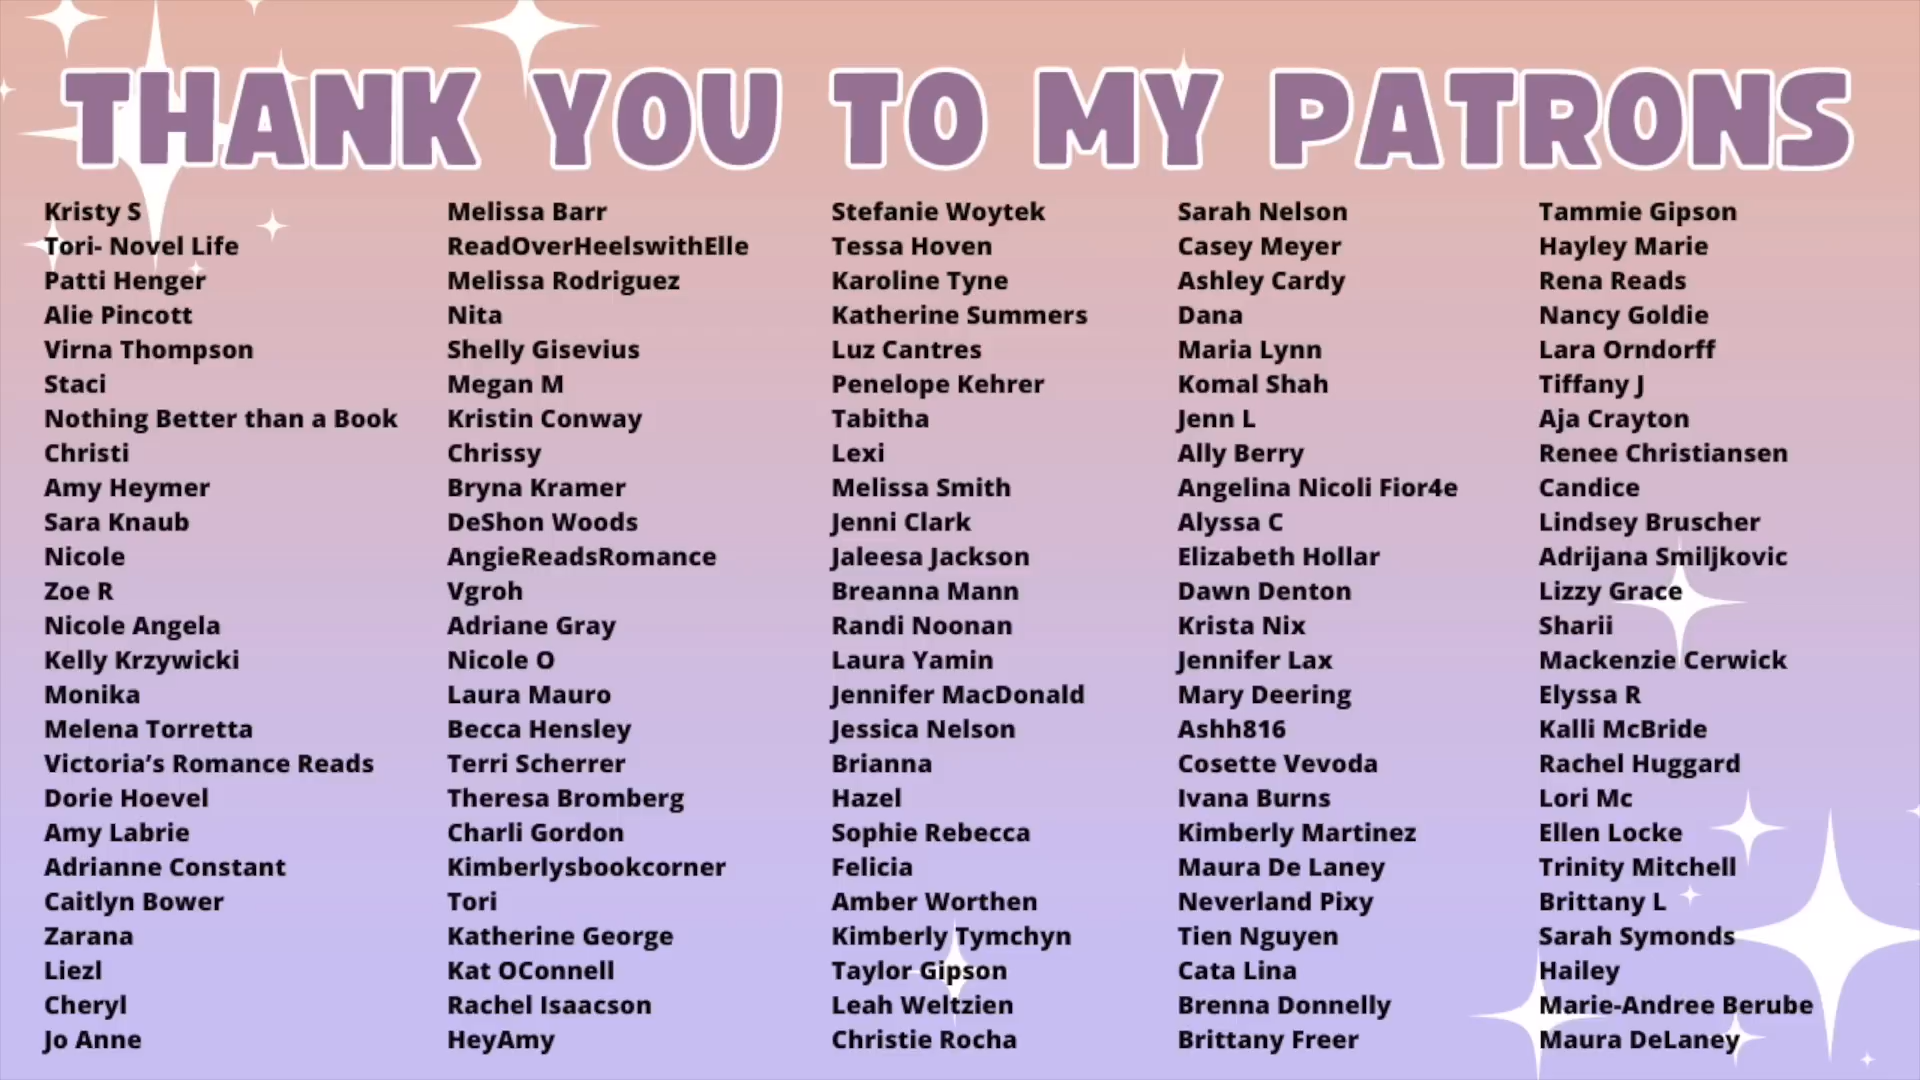 THANK YOU TO MY PATRONS
Kristy S
Tori- Novel Life
Patti Henger
Alie Pincott
Virna Thompson
Staci
Nothing Better than a Book
Christi
Amy Heymer
Sara Knaub
Nicole
Zoe R
Nicole Angela
Kelly Krzywicki
Monika
Melena Torretta
Victoria’s Romance Reads
Dorie Hoevel
Amy Labrie
Adrianne Constant
Caitlyn Bower
Zarana
Liezl
Cheryl
Jo Anne
Melissa Barr
ReadOverHeelswithElle
Melissa Rodriguez
Nita
Shelly Gisevius
Megan M
Kristin Conway
Chrissy
Bryna Kramer
DeShon Woods
AngieReadsRomance
Vgroh
Adriane Gray
Nicole O
Laura Mauro
Becca Hensley
Terri Scherrer
Theresa Bromberg
Charli Gordon
Kimberlysbookcorner
Tori
Katherine George
Kat OConnell
Rachel Isaacson
HeyAmy
Stefanie Woytek
Tessa Hoven
Karoline Tyne
Katherine Summers
Luz Cantres
Penelope Kehrer
Tabitha
Lexi
Melissa Smith
Jenni Clark
Jaleesa Jackson
Breanna Mann
Randi Noonan
Laura Yamin
Jennifer MacDonald
Jessica Nelson
Brianna
Hazel
Sophie Rebecca
Felicia
Amber Worthen
Kimberly Tymchyn
Taylor Gipson
Leah Weltzien
Christie Rocha
Sarah Nelson
Casey Meyer
Ashley Cardy
Dana
Maria Lynn
Komal Shah
Jenn L
Ally Berry
Angelina Nicoli Fior4e
Alyssa C
Elizabeth Hollar
Dawn Denton
Krista Nix
Jennifer Lax
Mary Deering
Ashh816
Cosette Vevoda
Ivana Burns
Kimberly Martinez
Maura De Laney
Neverland Pixy
Tien Nguyen
Cata Lina
Brenna Donnelly
Brittany Freer
Tammie Gipson
Hayley Marie
Rena Reads
Nancy Goldie
Lara Orndorff
Tiffany J
Aja Crayton
Renee Christiansen
Candice
Lindsey Bruscher
Adrijana Smiljkovic
Lizzy Grace
Sharii
Mackenzie Cerwick
Elyssa R
Kalli McBride
Rachel Huggard
Lori Mc
Ellen Locke
Trinity Mitchell
Brittany L
Sarah Symonds
Hailey
Marie-Andree Berube
Maura DeLaney